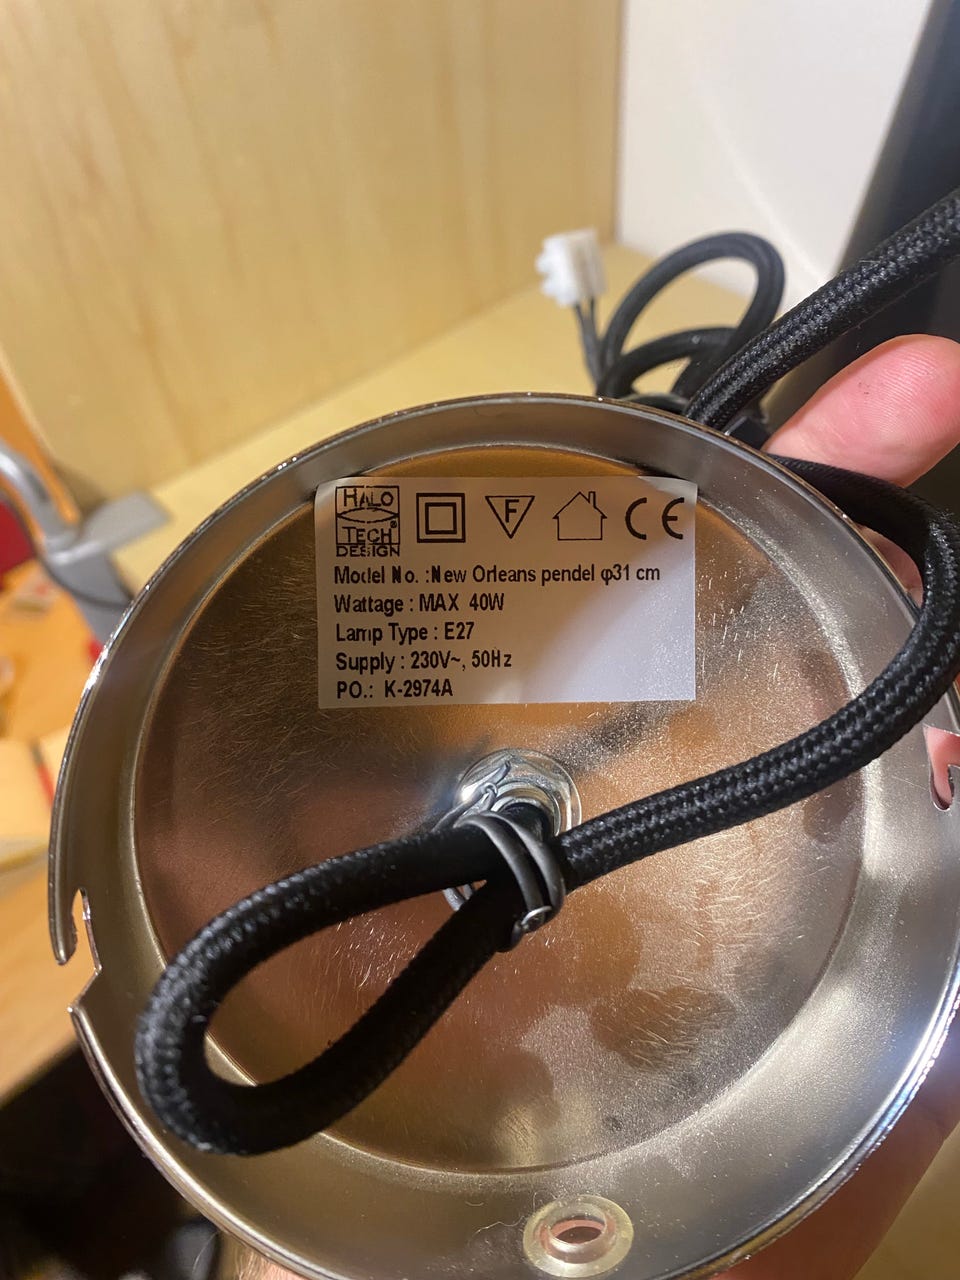 HALO
TECH®
DESIGN
F
CE
Model No. :New Orleans pendel φ31 cm
Wattage : MAX 40W
Lamp Type : E27
Supply : 230V~, 50Hz
PO.: K-2974A